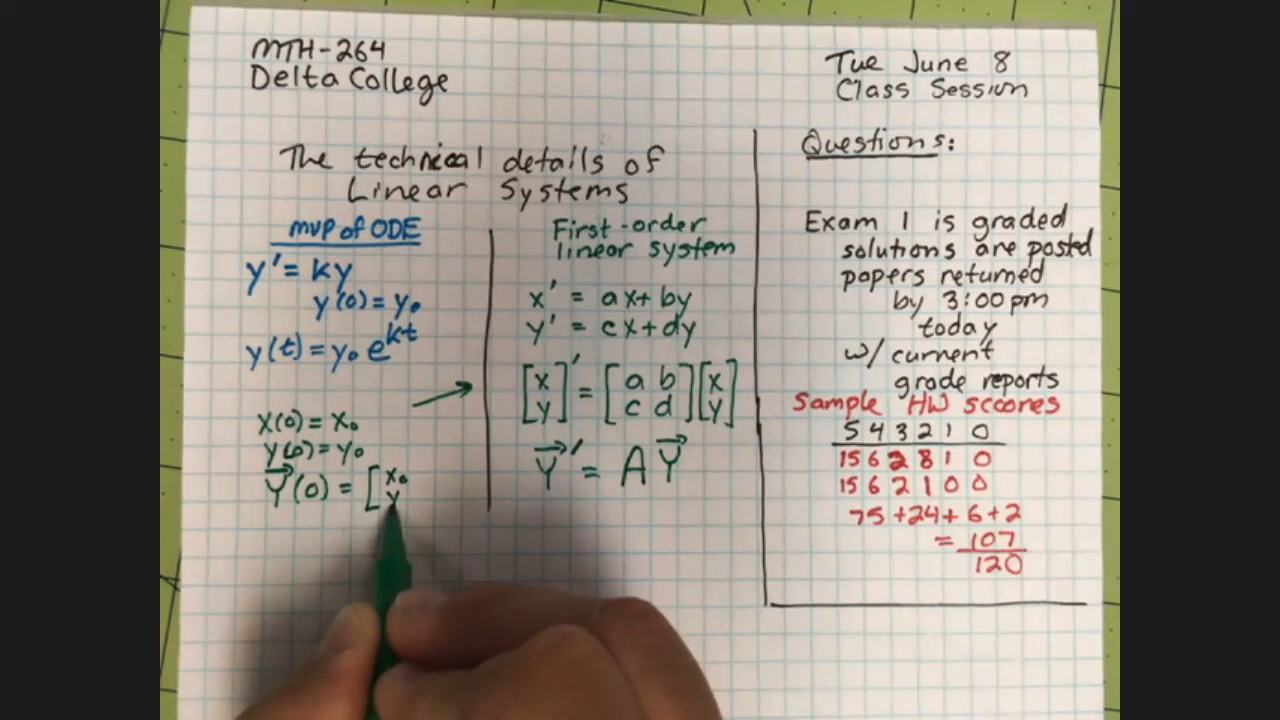 MTH-264
Delta College
Tue June 8
Class Session
The technical details of
Linear Systems
mvp of ODE
y' = ky
y(0) = y₀
y(t) = y₀ e^{kt}
x(0) = x₀
y(0) = y₀
Y⃗(0) = [x₀
y
First-order
linear system
x' = ax + by
y' = cx + dy
[x y]' = [a b c d] [x y]
Y⃗' = A Y⃗
Questions:
Exam 1 is graded
solutions are posted
papers returned
by 3:00pm
today
w/ current
grade reports
Sample HW scores
5 4 3 2 1 0
15 6 2 8 1 0
15 6 2 1 0 0
75 + 24 + 6 + 2
= 107
120